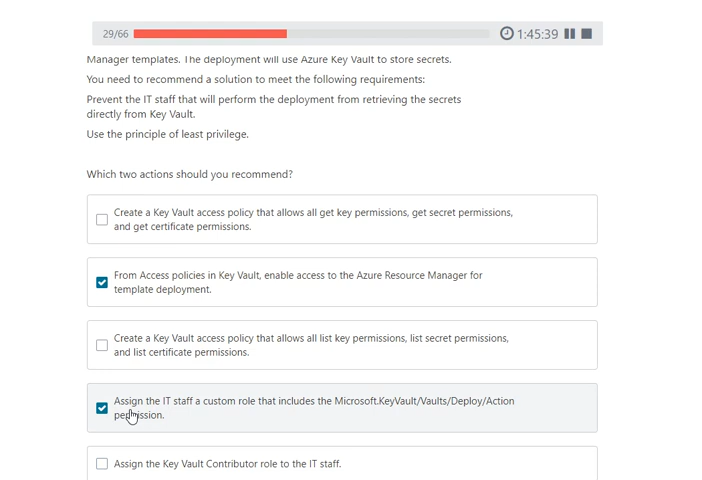 29/66
1:45:39
Manager templates. The deployment will use Azure Key Vault to store secrets.
You need to recommend a solution to meet the following requirements:
Prevent the IT staff that will perform the deployment from retrieving the secrets
directly from Key Vault.
Use the principle of least privilege.
Which two actions should you recommend?
Create a Key Vault access policy that allows all get key permissions, get secret permissions,
and get certificate permissions.
From Access policies in Key Vault, enable access to the Azure Resource Manager for
template deployment.
Create a Key Vault access policy that allows all list key permissions, list secret permissions,
and list certificate permissions.
Assign the IT staff a custom role that includes the Microsoft.KeyVault/Vaults/Deploy/Action
permission.
Assign the Key Vault Contributor role to the IT staff.